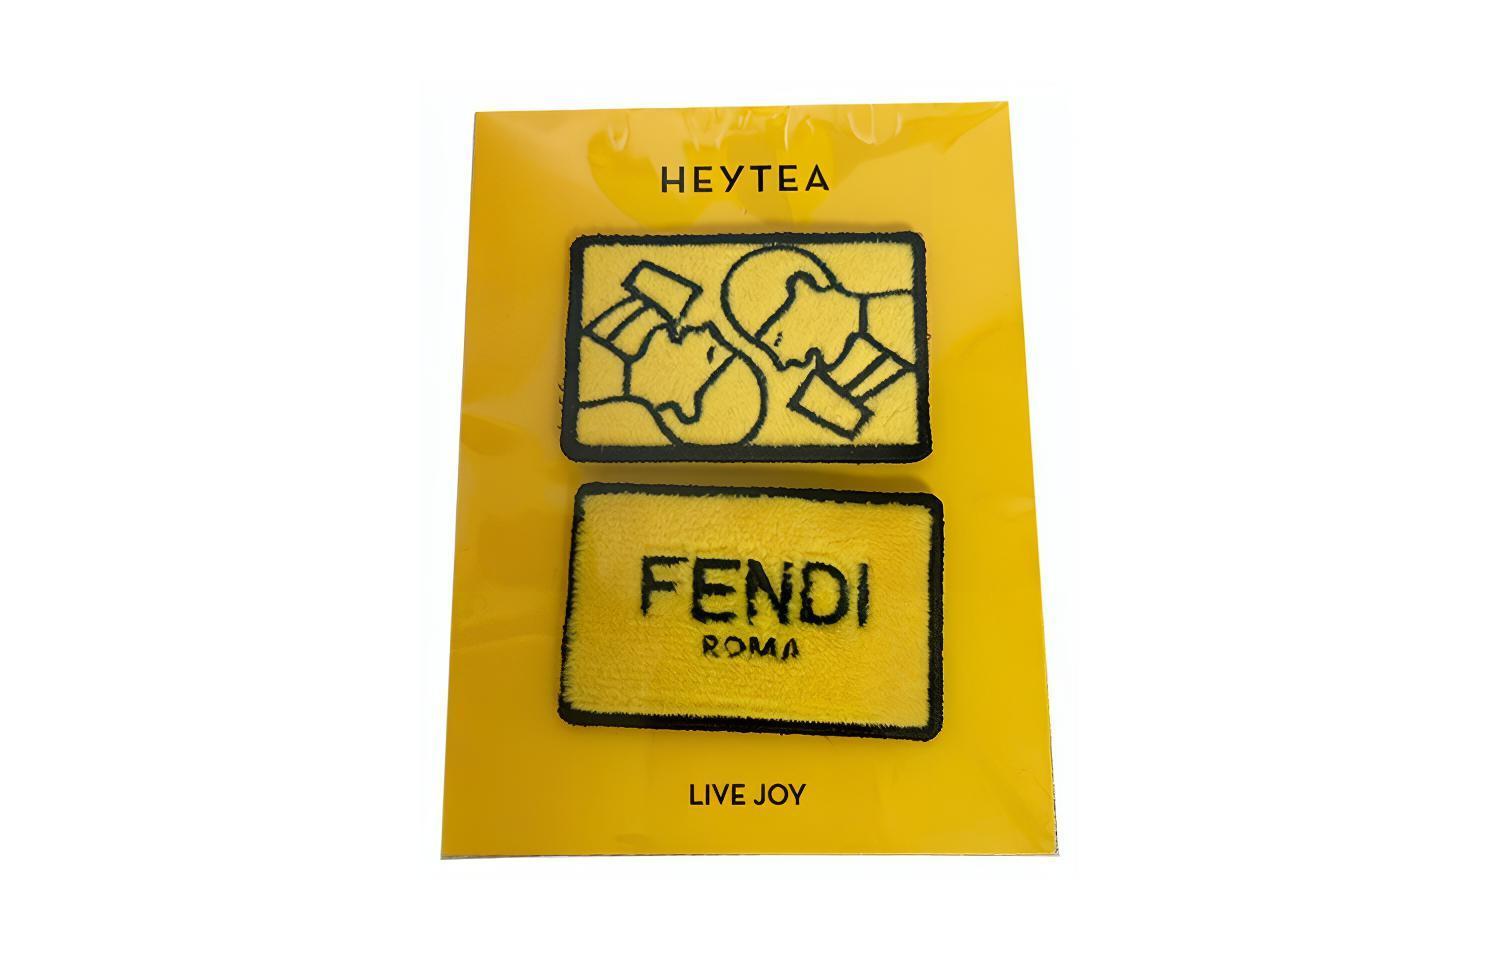 HEYTEA
FENDI
ROMA
LIVE JOY